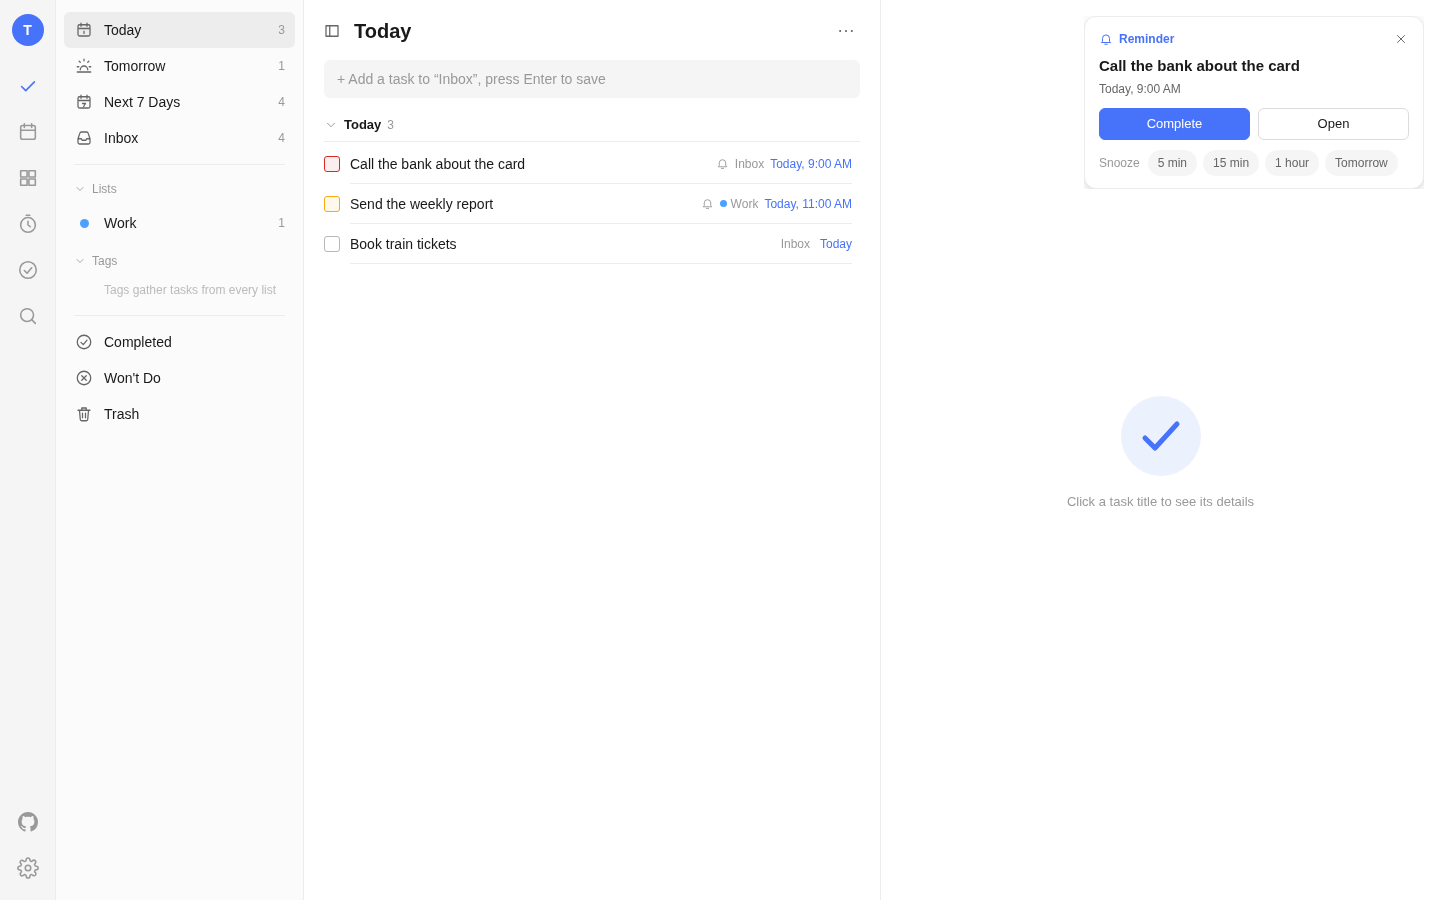 T
Today 3
Tomorrow 1
Next 7 Days 4
Inbox 4
Lists
Work 1
Tags
Tags gather tasks from every list
Completed
Won't Do
Trash
Today
+ Add a task to “Inbox”, press Enter to save
Today 3
Call the bank about the card Inbox Today, 9:00 AM
Send the weekly report Work Today, 11:00 AM
Book train tickets Inbox Today
Reminder
Call the bank about the card
Today, 9:00 AM
Complete Open
Snooze 5 min 15 min 1 hour Tomorrow
Click a task title to see its details